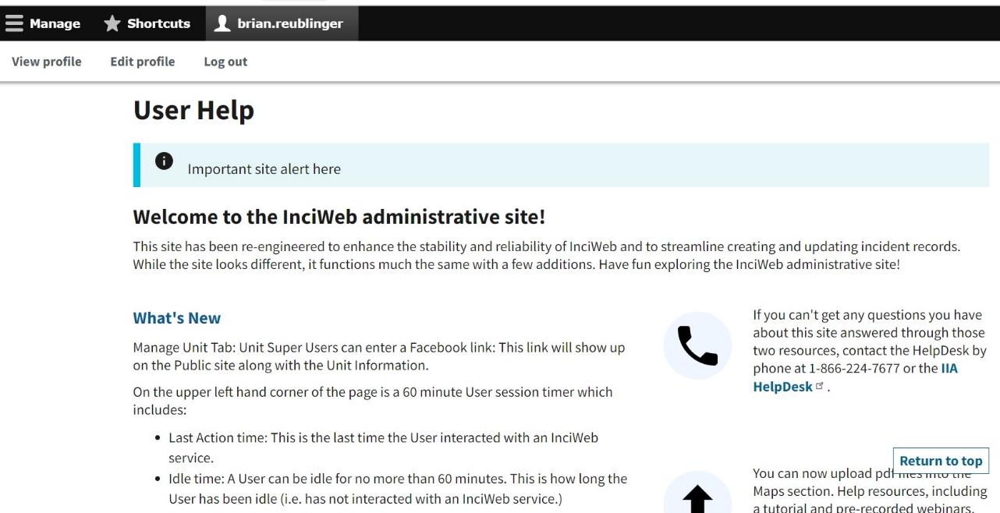 Manage Shortcuts brian.reublinger
View profile Edit profile Log out
User Help
Important site alert here
Welcome to the InciWeb administrative site!
This site has been re-engineered to enhance the stability and reliability of InciWeb and to streamline creating and updating incident records.
While the site looks different, it functions much the same with a few additions. Have fun exploring the InciWeb administrative site!
What's New
Manage Unit Tab: Unit Super Users can enter a Facebook link: This link will show up
on the Public site along with the Unit Information.
On the upper left hand corner of the page is a 60 minute User session timer which
includes:
• Last Action time: This is the last time the User interacted with an InciWeb
service.
• Idle time: A User can be idle for no more than 60 minutes. This is how long the
User has been idle (i.e. has not interacted with an InciWeb service.)
If you can't get any questions you have
about this site answered through those
two resources, contact the HelpDesk by
phone at 1-866-224-7677 or the IIA
HelpDesk .
Return to top
You can now upload pdf files into the
Maps section. Help resources, including
a tutorial and pre-recorded webinars,